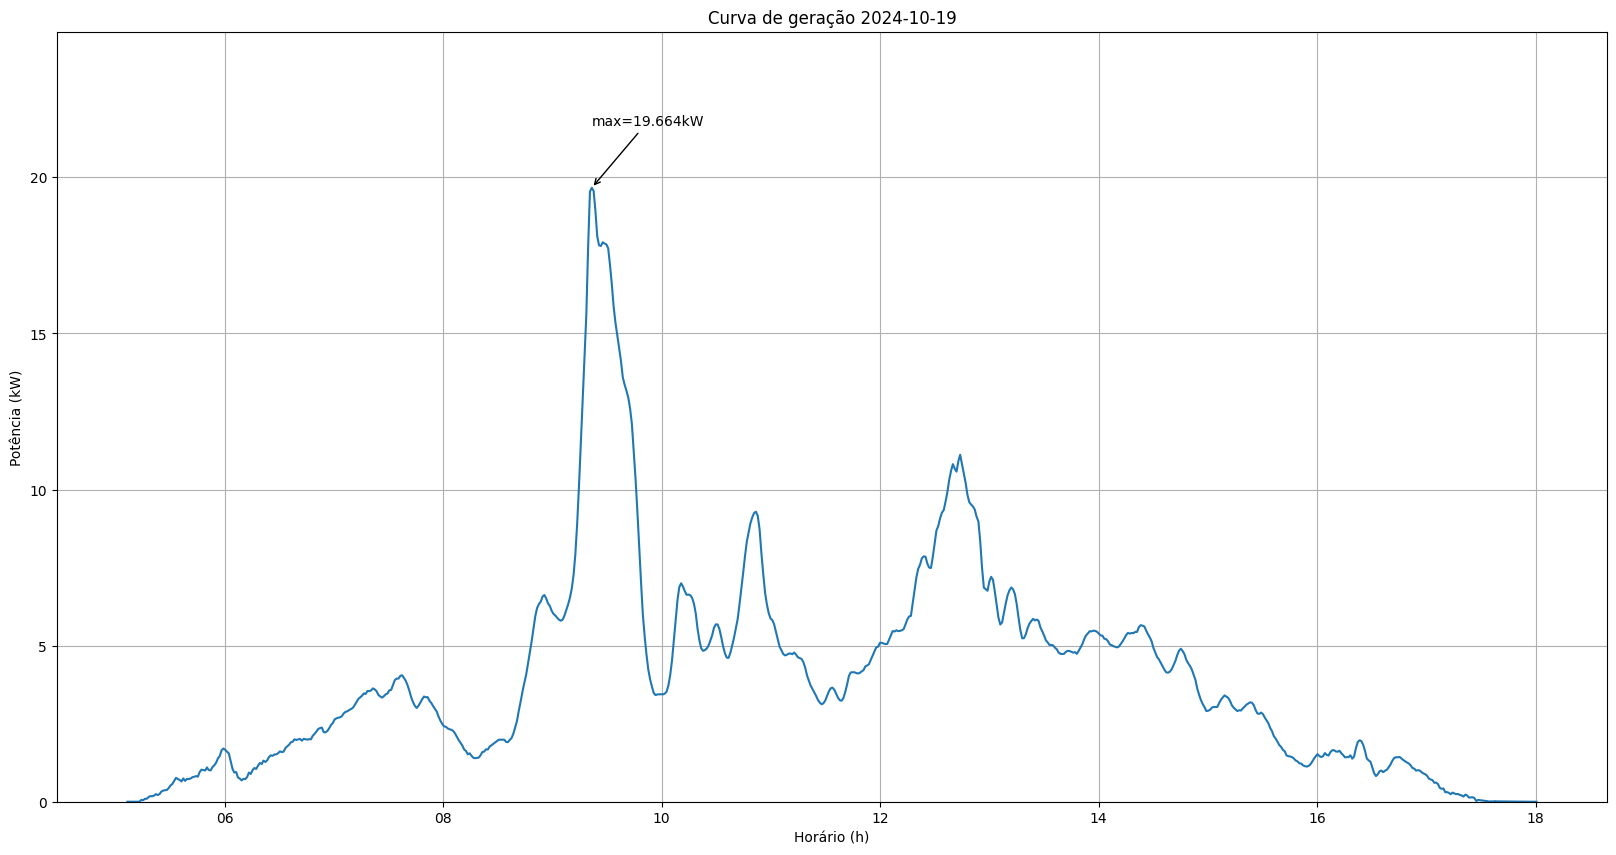 Curva de geração 2024-10-19
max=19.664kW
20
15
10
5
0
Potência (kW)
06 08 10 12 14 16 18
Horário (h)